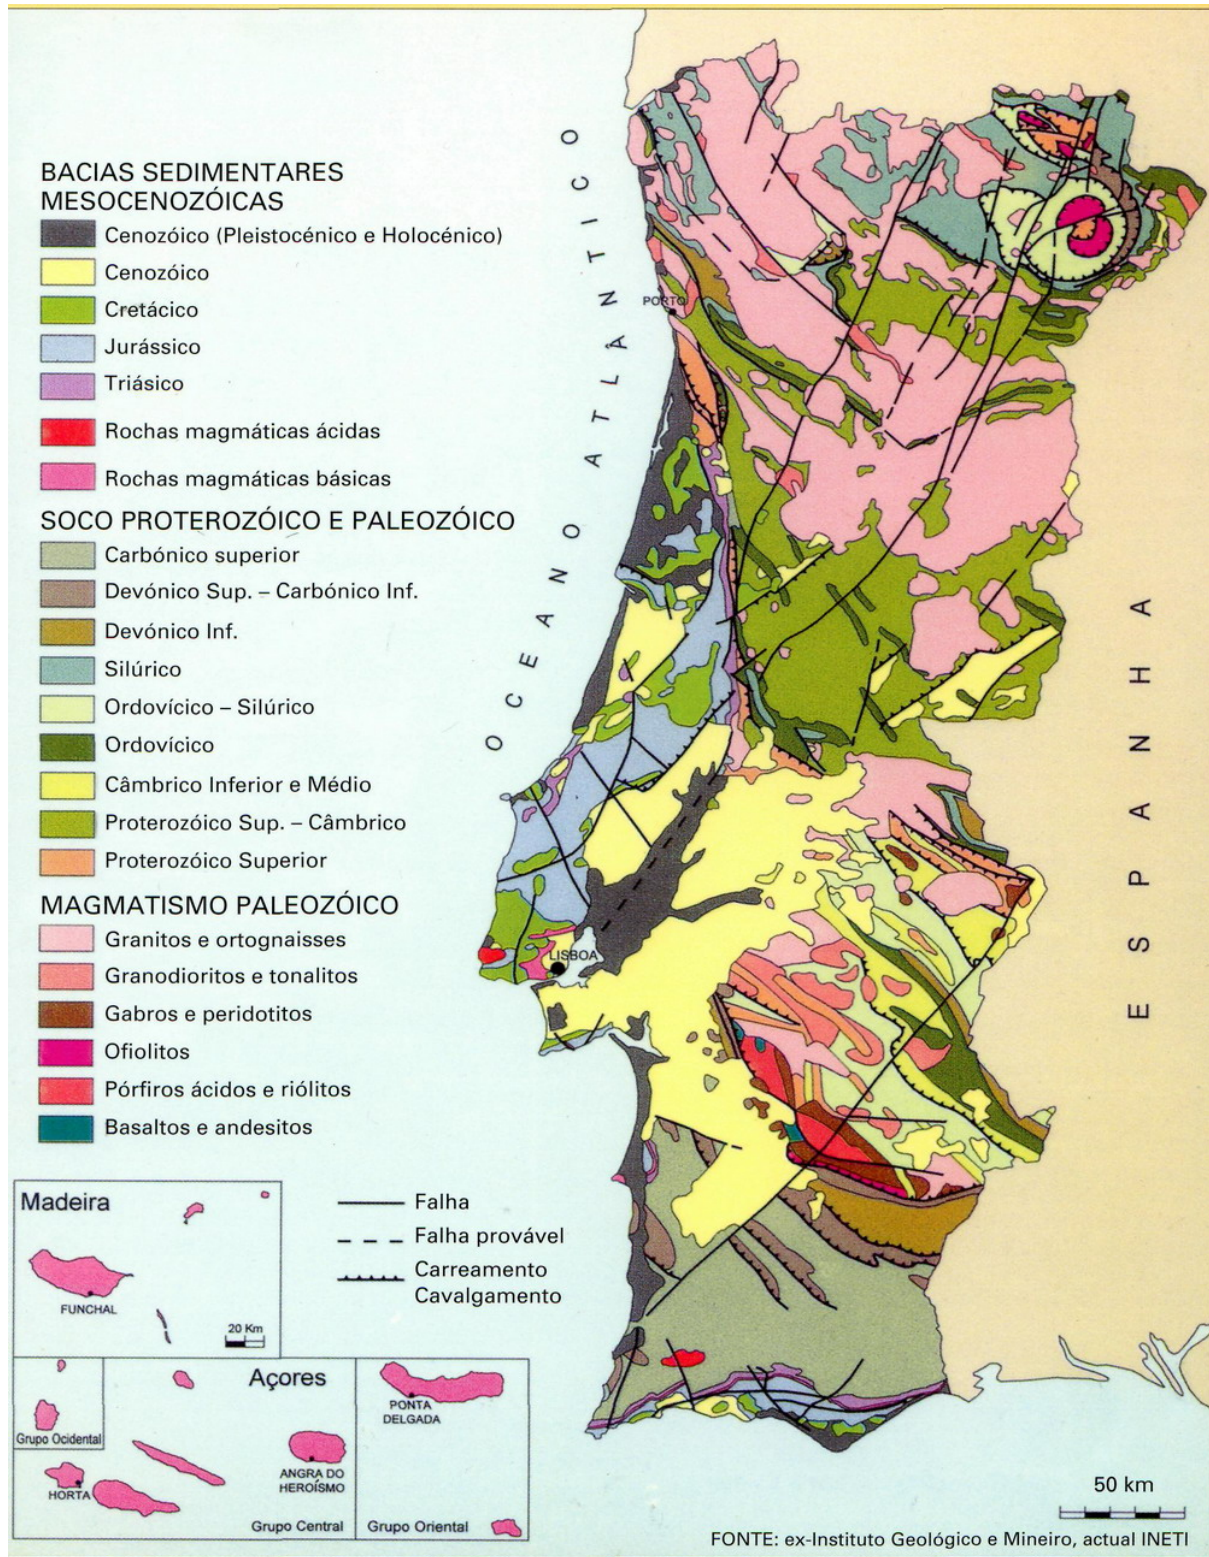 BACIAS SEDIMENTARES
MESOCENOZÓICAS
Cenozóico (Pleistocénico e Holocénico)
Cenozóico
Cretácico
Jurássico
Triásico
Rochas magmáticas ácidas
Rochas magmáticas básicas
SOCO PROTEROZÓICO E PALEOZÓICO
Carbónico superior
Devónico Sup. – Carbónico Inf.
Devónico Inf.
Silúrico
Ordovícico – Silúrico
Ordovícico
Câmbrico Inferior e Médio
Proterozóico Sup. – Câmbrico
Proterozóico Superior
MAGMATISMO PALEOZÓICO
Granitos e ortognaisses
Granodioritos e tonalitos
Gabros e peridotitos
Ofiolitos
Pórfiros ácidos e riólitos
Basaltos e andesitos
Falha
Falha provável
Carreamento
Cavalgamento
OCEANO ATLÂNTICO
PORTO
LISBOA
ESPANHA
Madeira
FUNCHAL
20 Km
Açores
Grupo Ocidental
HORTA
ANGRA DO
HEROÍSMO
Grupo Central
PONTA
DELGADA
Grupo Oriental
50 km
FONTE: ex-Instituto Geológico e Mineiro, actual INETI